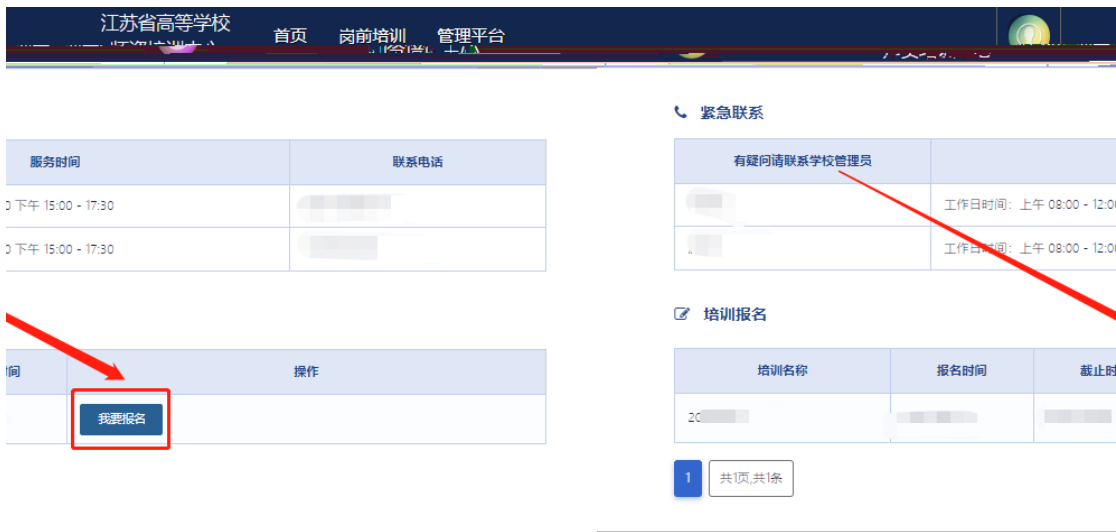 江苏省高等学校
首页 岗前培训 管理平台
紧急联系
服务时间 联系电话
0 下午 15:00 - 17:30
0 下午 15:00 - 17:30
有疑问请联系学校管理员
工作日时间: 上午 08:00 - 12:00
工作日时间: 上午 08:00 - 12:00
培训报名
时间 操作
我要报名
培训名称 报名时间 截止时
20
1 共1页,共1条